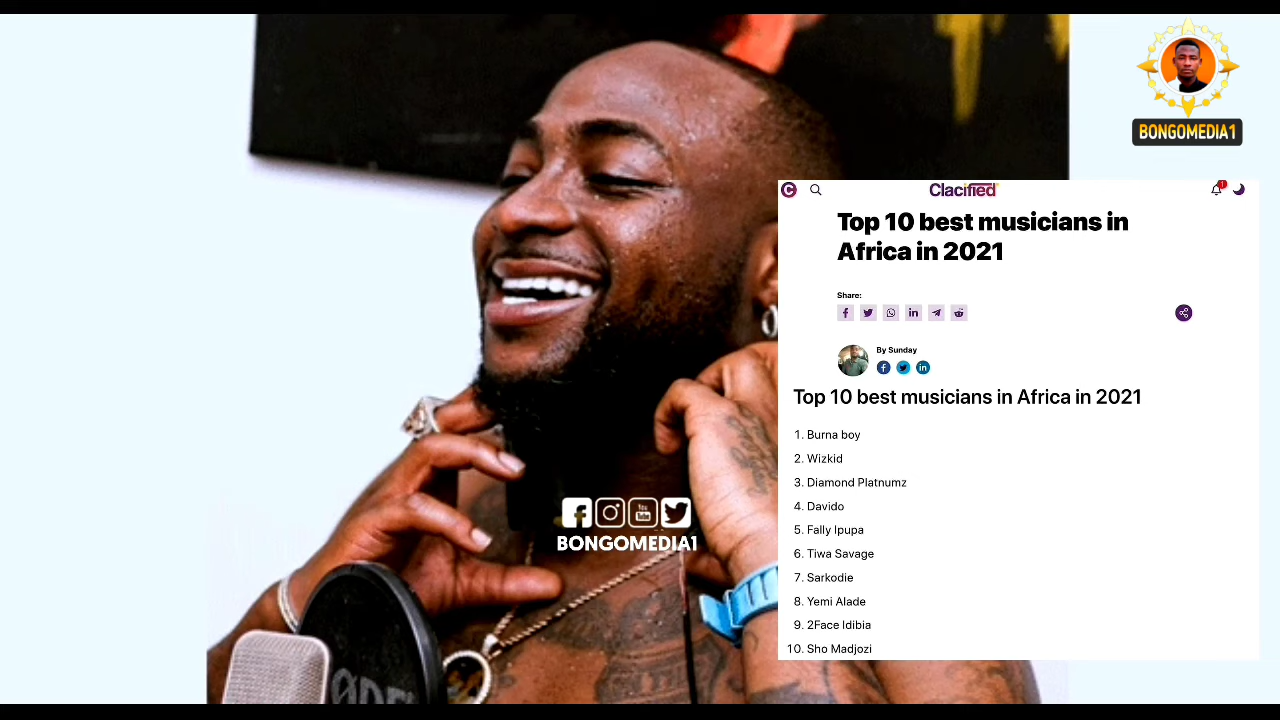 BONGOMEDIA1
Clacified
Top 10 best musicians in
Africa in 2021
Share:
By Sunday
Top 10 best musicians in Africa in 2021
1. Burna boy
2. Wizkid
3. Diamond Platnumz
4. Davido
5. Fally Ipupa
6. Tiwa Savage
7. Sarkodie
8. Yemi Alade
9. 2Face Idibia
10. Sho Madjozi
You
Tube
BONGOMEDIA1